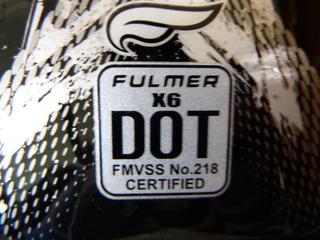 FULMER
X6
DOT
FMVSS No.218
CERTIFIED